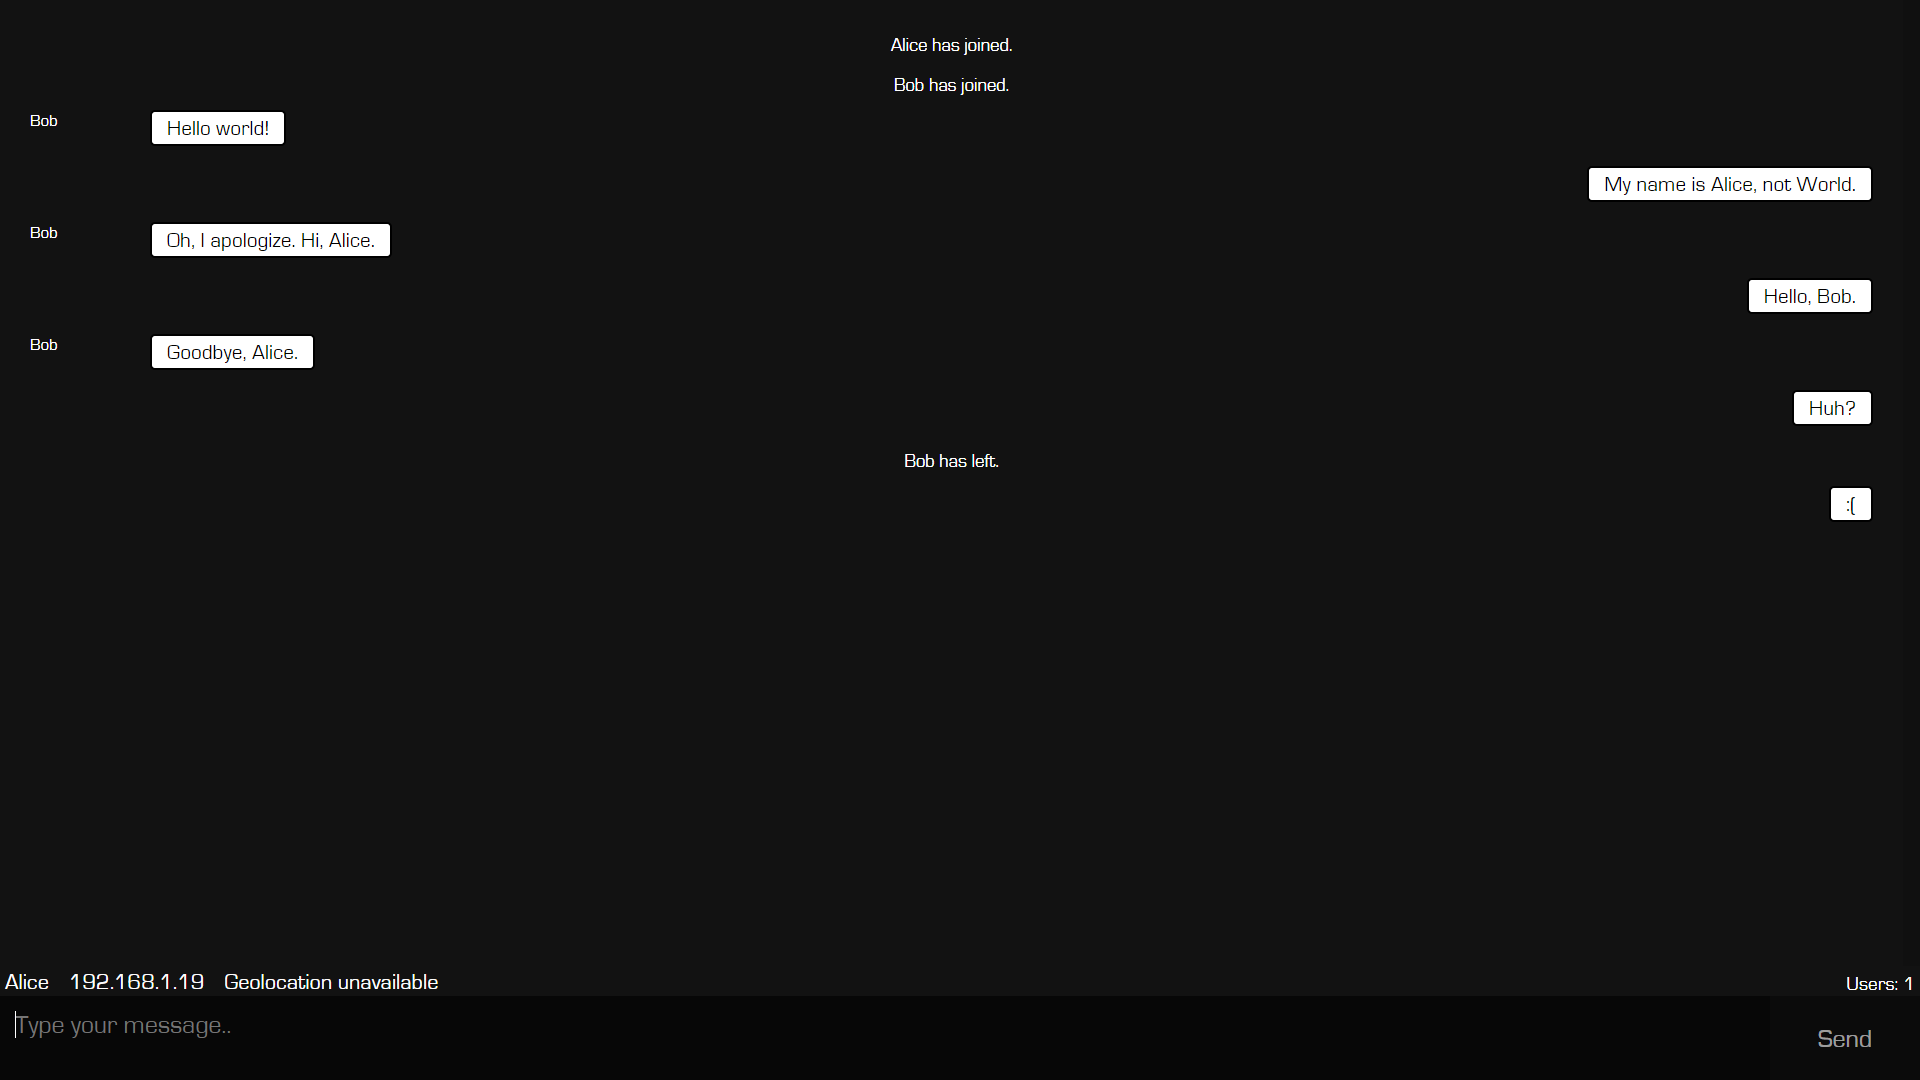 Alice has joined.
Bob has joined.
Bob
Hello world!
My name is Alice, not World.
Bob
Oh, I apologize. Hi, Alice.
Hello, Bob.
Bob
Goodbye, Alice.
Huh?
Bob has left.
:(
Alice 192.168.1.19 Geolocation unavailable
Users: 1
Type your message..
Send